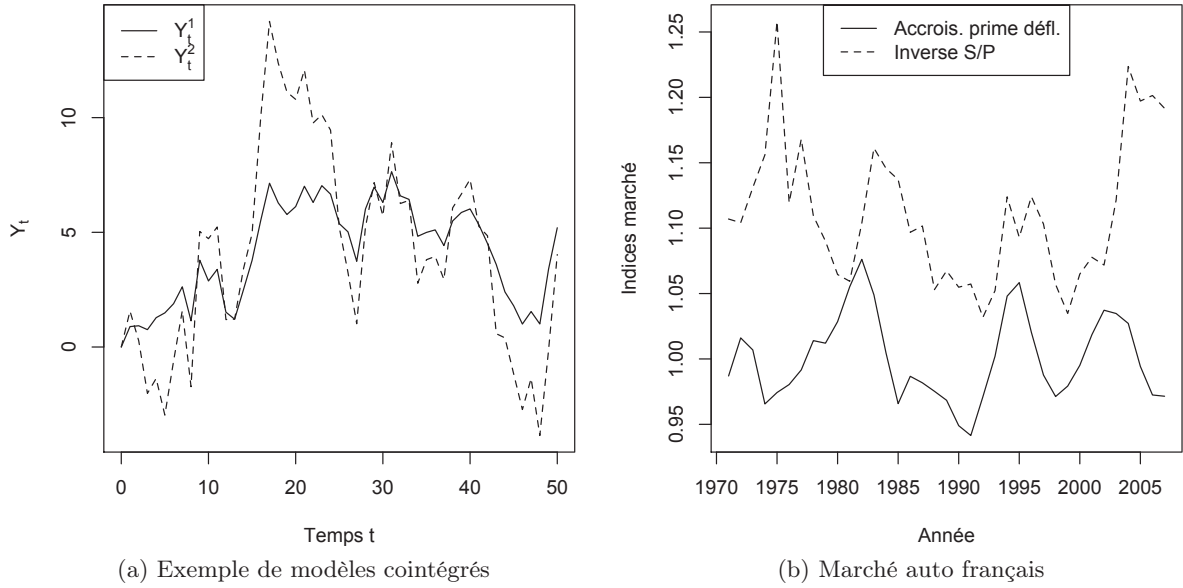 Y_t^1
Y_t^2
10
5
0
Y_t
0 10 20 30 40 50
Temps t
(a) Exemple de modèles cointégrés
Accrois. prime défl.
Inverse S/P
1.25
1.20
1.15
1.10
1.05
1.00
0.95
Indices marché
1970 1975 1980 1985 1990 1995 2000 2005
Année
(b) Marché auto français